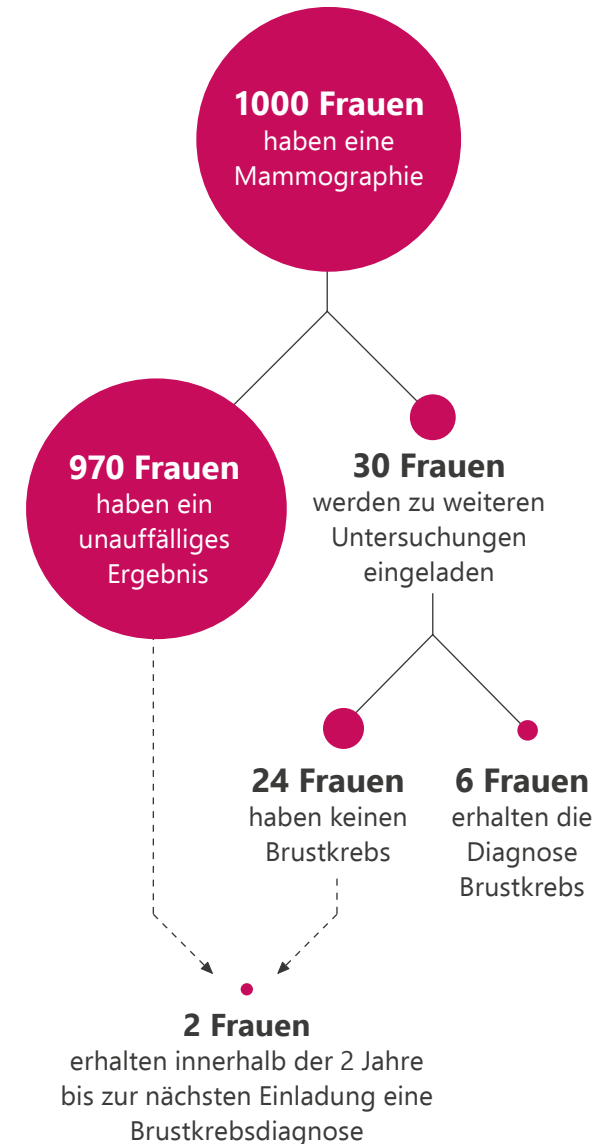 1000 Frauen
haben eine
Mammographie
970 Frauen
haben ein
unauffälliges
Ergebnis
30 Frauen
werden zu weiteren
Untersuchungen
eingeladen
24 Frauen
haben keinen
Brustkrebs
6 Frauen
erhalten die
Diagnose
Brustkrebs
2 Frauen
erhalten innerhalb der 2 Jahre
bis zur nächsten Einladung eine
Brustkrebsdiagnose